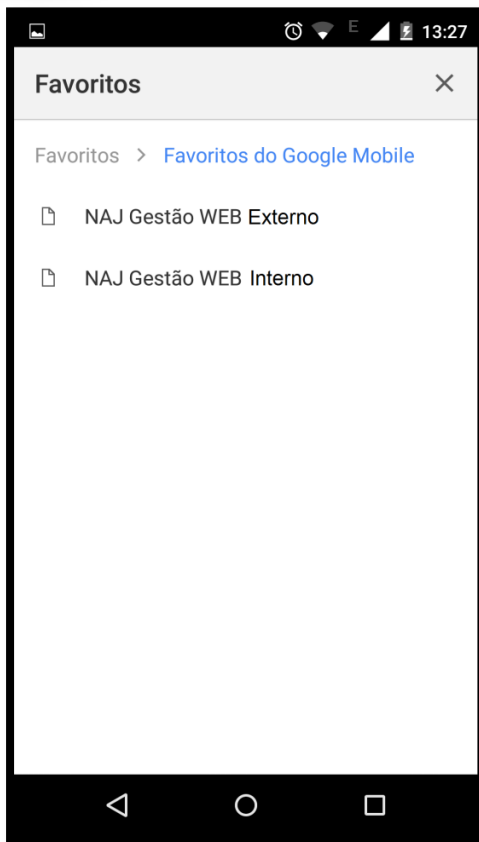 E 13:27
Favoritos
Favoritos > Favoritos do Google Mobile
NAJ Gestão WEB Externo
NAJ Gestão WEB Interno